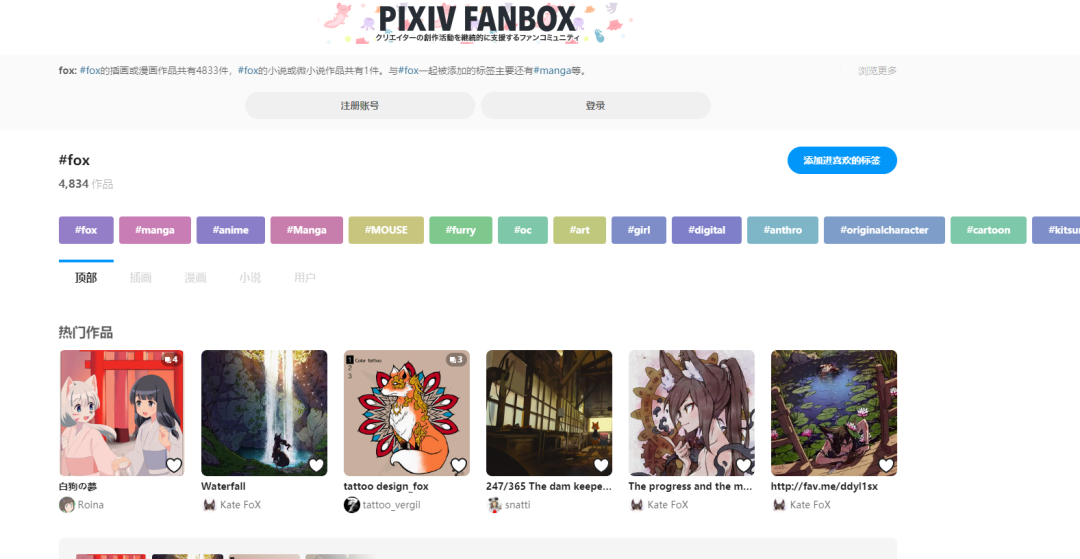 PIXIV FANBOX
クリエイターの創作活動を継続的に支援するファンコミュニティ
fox: #fox的插画或漫画作品共有4833件，#fox的小说或微小说作品共有1件。与#fox一起被添加的标签主要还有#manga等。 浏览更多
注册账号 登录
#fox 添加进喜欢的标签
4,834 作品
#fox #manga #anime #Manga #MOUSE #furry #oc #art #girl #digital #anthro #originalcharacter #cartoon #kitsun
顶部 插画 漫画 小说 用户
热门作品
4 1 Color tattoo 3
2
3
白狗の夢 Waterfall tattoo design_fox 247/365 The dam keepe... The progress and the m... http://fav.me/ddyl1sx
Roina Kate FoX tattoo_vergil snatti Kate FoX Kate FoX